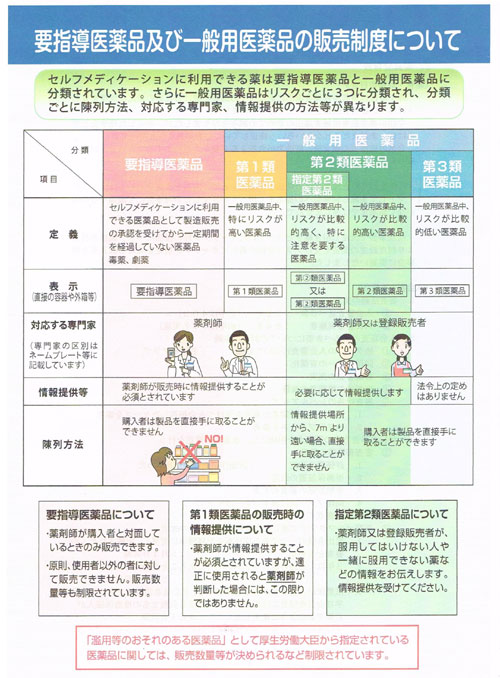 要指導医薬品及び一般用医薬品の販売制度について
セルフメディケーションに利用できる薬は要指導医薬品と一般用医薬品に
分類されています。さらに一般用医薬品はリスクごとに3つに分類され、分類
ごとに陳列方法、対応する専門家、情報提供の方法等が異なります。
分類
項目
要指導医薬品
一般用医薬品
第1類
医薬品
第2類医薬品
指定第2類
医薬品
第3類
医薬品
定義
セルフメディケーションに利用
できる医薬品として製造販売
の承認を受けてから一定期間
を経過していない医薬品
毒薬、劇薬
一般用医薬品中、
特にリスクが
高い医薬品
一般用医薬品中、
リスクが比較
的高く、特に
注意を要する
医薬品
一般用医薬品中、
リスクが比較
的高い医薬品
一般用医薬品中、
リスクが比較
的低い医薬品
表示
(直接の容器や外箱等)
要指導医薬品
第1類医薬品
第②類医薬品
又は
第2類医薬品
第2類医薬品
第3類医薬品
対応する専門家
(専門家の区別は
ネームプレート等に
記載しています)
薬剤師
薬剤師又は登録販売者
情報提供等
薬剤師が販売時に情報提供することが
必須とされています
必要に応じて情報提供します
法令上の定め
はありません
陳列方法
購入者は製品を直接手に取ることが
できません
NO!
情報提供場所
から、7mより
遠い場合、直接
手に取ることが
できません
購入者は製品を直接手に
取ることができます
要指導医薬品について
・薬剤師が購入者と対面して
いるときのみ販売できます。
・原則、使用者以外の者に対し
て販売できません。販売数
量等も制限されています。
第1類医薬品の販売時の
情報提供について
・薬剤師が情報提供すること
が必須とされていますが、適
正に使用されると薬剤師が
判断した場合には、この限り
ではありません。
指定第2類医薬品について
・薬剤師又は登録販売者が、
服用してはいけない人や
一緒に服用できない薬な
どの情報をお伝えします。
情報提供を受けてください。
「濫用等のおそれのある医薬品」として厚生労働大臣から指定されている
医薬品に関しては、販売数量等が決められるなど制限されています。